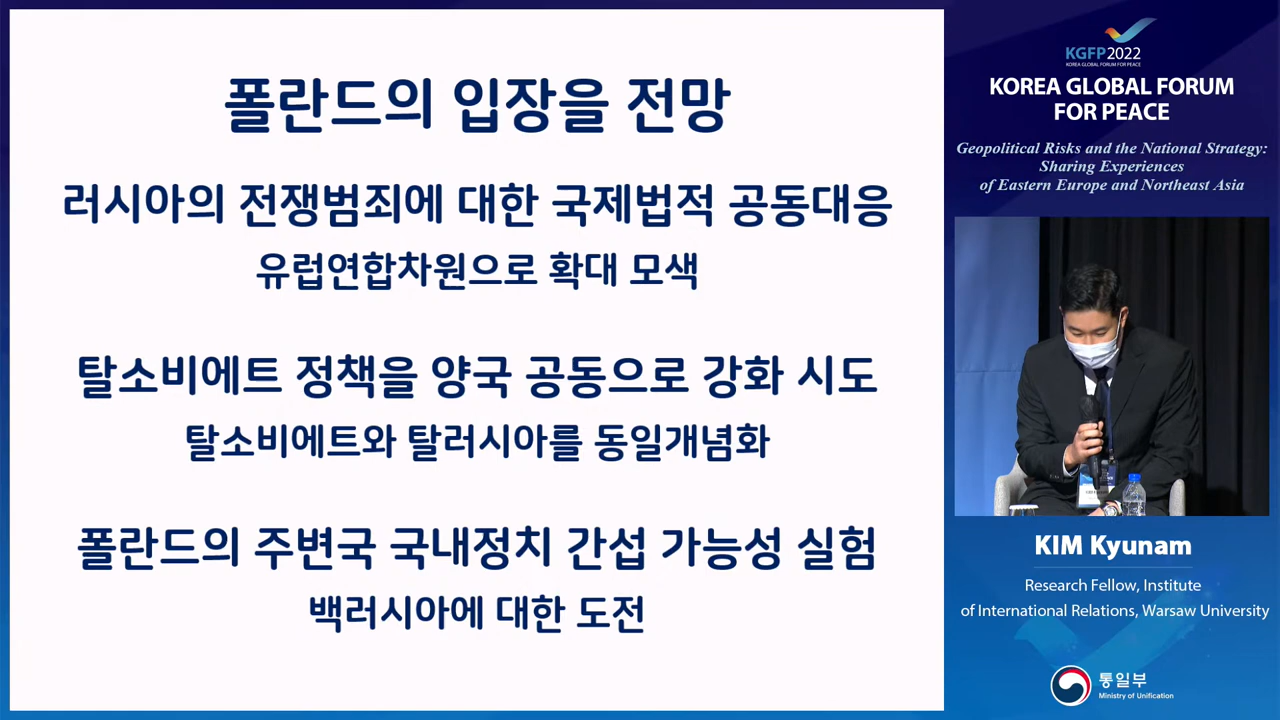 폴란드의 입장을 전망
러시아의 전쟁범죄에 대한 국제법적 공동대응
유럽연합차원으로 확대 모색
탈소비에트 정책을 양국 공동으로 강화 시도
탈소비에트와 탈러시아를 동일개념화
폴란드의 주변국 국내정치 간섭 가능성 실험
백러시아에 대한 도전
KGFP2022
KOREA GLOBAL FORUM FOR PEACE
KOREA GLOBAL FORUM
FOR PEACE
Geopolitical Risks and the National Strategy:
Sharing Experiences
of Eastern Europe and Northeast Asia
KIM Kyunam
Research Fellow, Institute
of International Relations, Warsaw University
통일부
Ministry of Unification